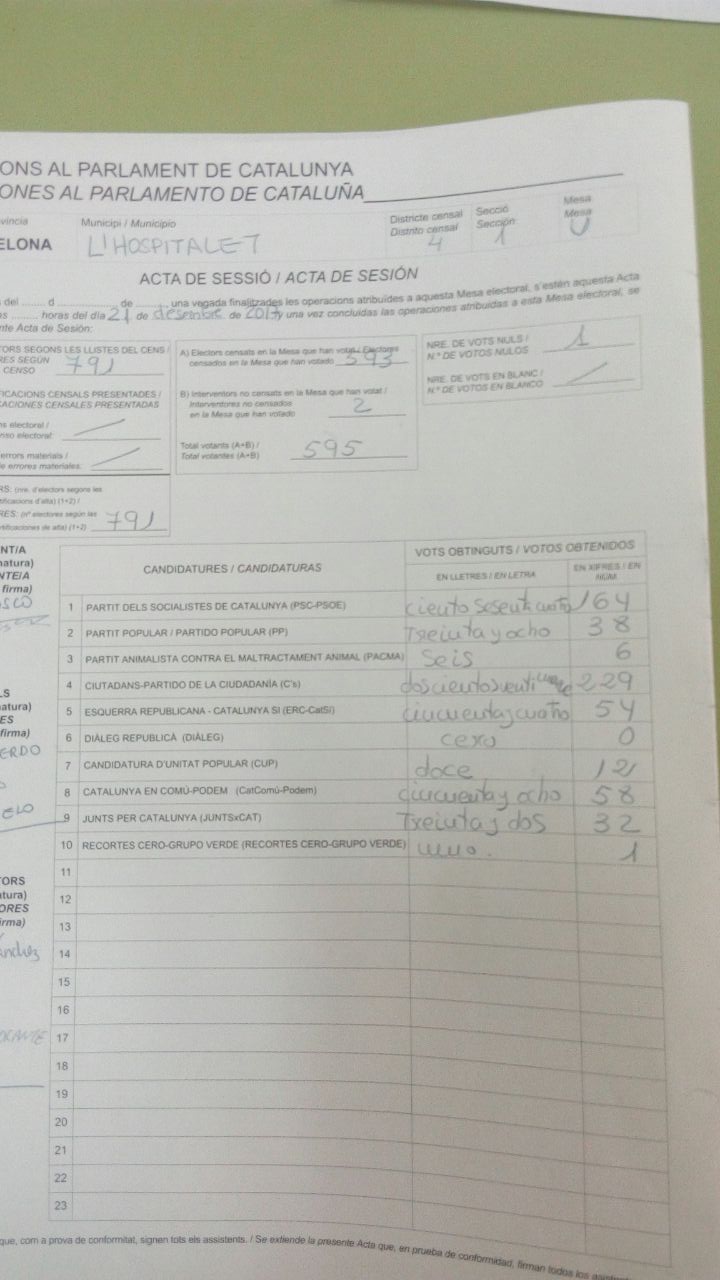 ONS AL PARLAMENT DE CATALUNYA
ONES AL PARLAMENTO DE CATALUÑA
víncia Municipi / Municipio Districte censal Secció Mesa
Distrito censal Sección Mesa
ELONA L'HOSPITALET 4 1 U
ACTA DE SESSIÓ / ACTA DE SESIÓN
del ........ d ........ de ........, una vegada finalitzades les operacions atribuïdes a aquesta Mesa electoral, s'estén aquesta Acta
s ........ horas del día 21 de desembre de 2017 y una vez concluidas las operaciones atribuidas a esta Mesa electoral, se
nte Acta de Sesión:
TORS SEGONS LES LLISTES DEL CENS /
RES SEGÚN
CENSO 791
FICACIONS CENSALS PRESENTADES /
ACIONES CENSALES PRESENTADAS
s electoral /
nso electoral:
errors materials /
e errores materiales:
RS: (nre. d'electors segons les
tificacions d'alta) (1+2) /
RES: (nº electores según las
tificaciones de alta) (1+2) 791
A) Electors censats en la Mesa que han votat / Electores
censados en la Mesa que han votado 593
B) Interventors no censats en la Mesa que han votat /
Interventores no censados
en la Mesa que han votado 2
Total votants (A+B) /
Total votantes (A+B) 595
NRE. DE VOTS NULS /
N.º DE VOTOS NULOS 1
NRE. DE VOTS EN BLANC /
N.º DE VOTOS EN BLANCO
NT/A
natura)
NTE/A
firma)
LS
natura)
ES
firma)
ERDO
ELO
TORS
atura)
ORES
irma)
CANDIDATURES / CANDIDATURAS
VOTS OBTINGUTS / VOTOS OBTENIDOS
EN LLETRES / EN LETRA
EN XIFRES / EN NÚM.
1 PARTIT DELS SOCIALISTES DE CATALUNYA (PSC-PSOE) ciento sesenta cuatro 164
2 PARTIT POPULAR / PARTIDO POPULAR (PP) Treinta y ocho 38
3 PARTIT ANIMALISTA CONTRA EL MALTRACTAMENT ANIMAL (PACMA) Seis 6
4 CIUTADANS-PARTIDO DE LA CIUDADANÍA (C's) doscientos ventinueve 229
5 ESQUERRA REPUBLICANA - CATALUNYA SÍ (ERC-CatSí) cincuenta y cuatro 54
6 DIÀLEG REPUBLICÀ (DIÀLEG) cero 0
7 CANDIDATURA D'UNITAT POPULAR (CUP) doce 12
8 CATALUNYA EN COMÚ-PODEM (CatComú-Podem) cincuenta y ocho 58
9 JUNTS PER CATALUNYA (JUNTSxCAT) Treinta y dos 32
10 RECORTES CERO-GRUPO VERDE (RECORTES CERO-GRUPO VERDE) uno. 1
11
12
13
14
15
16
17
18
19
20
21
22
23
que, com a prova de conformitat, signen tots els assistents. / Se extiende la presente Acta que, en prueba de conformidad, firman todos los